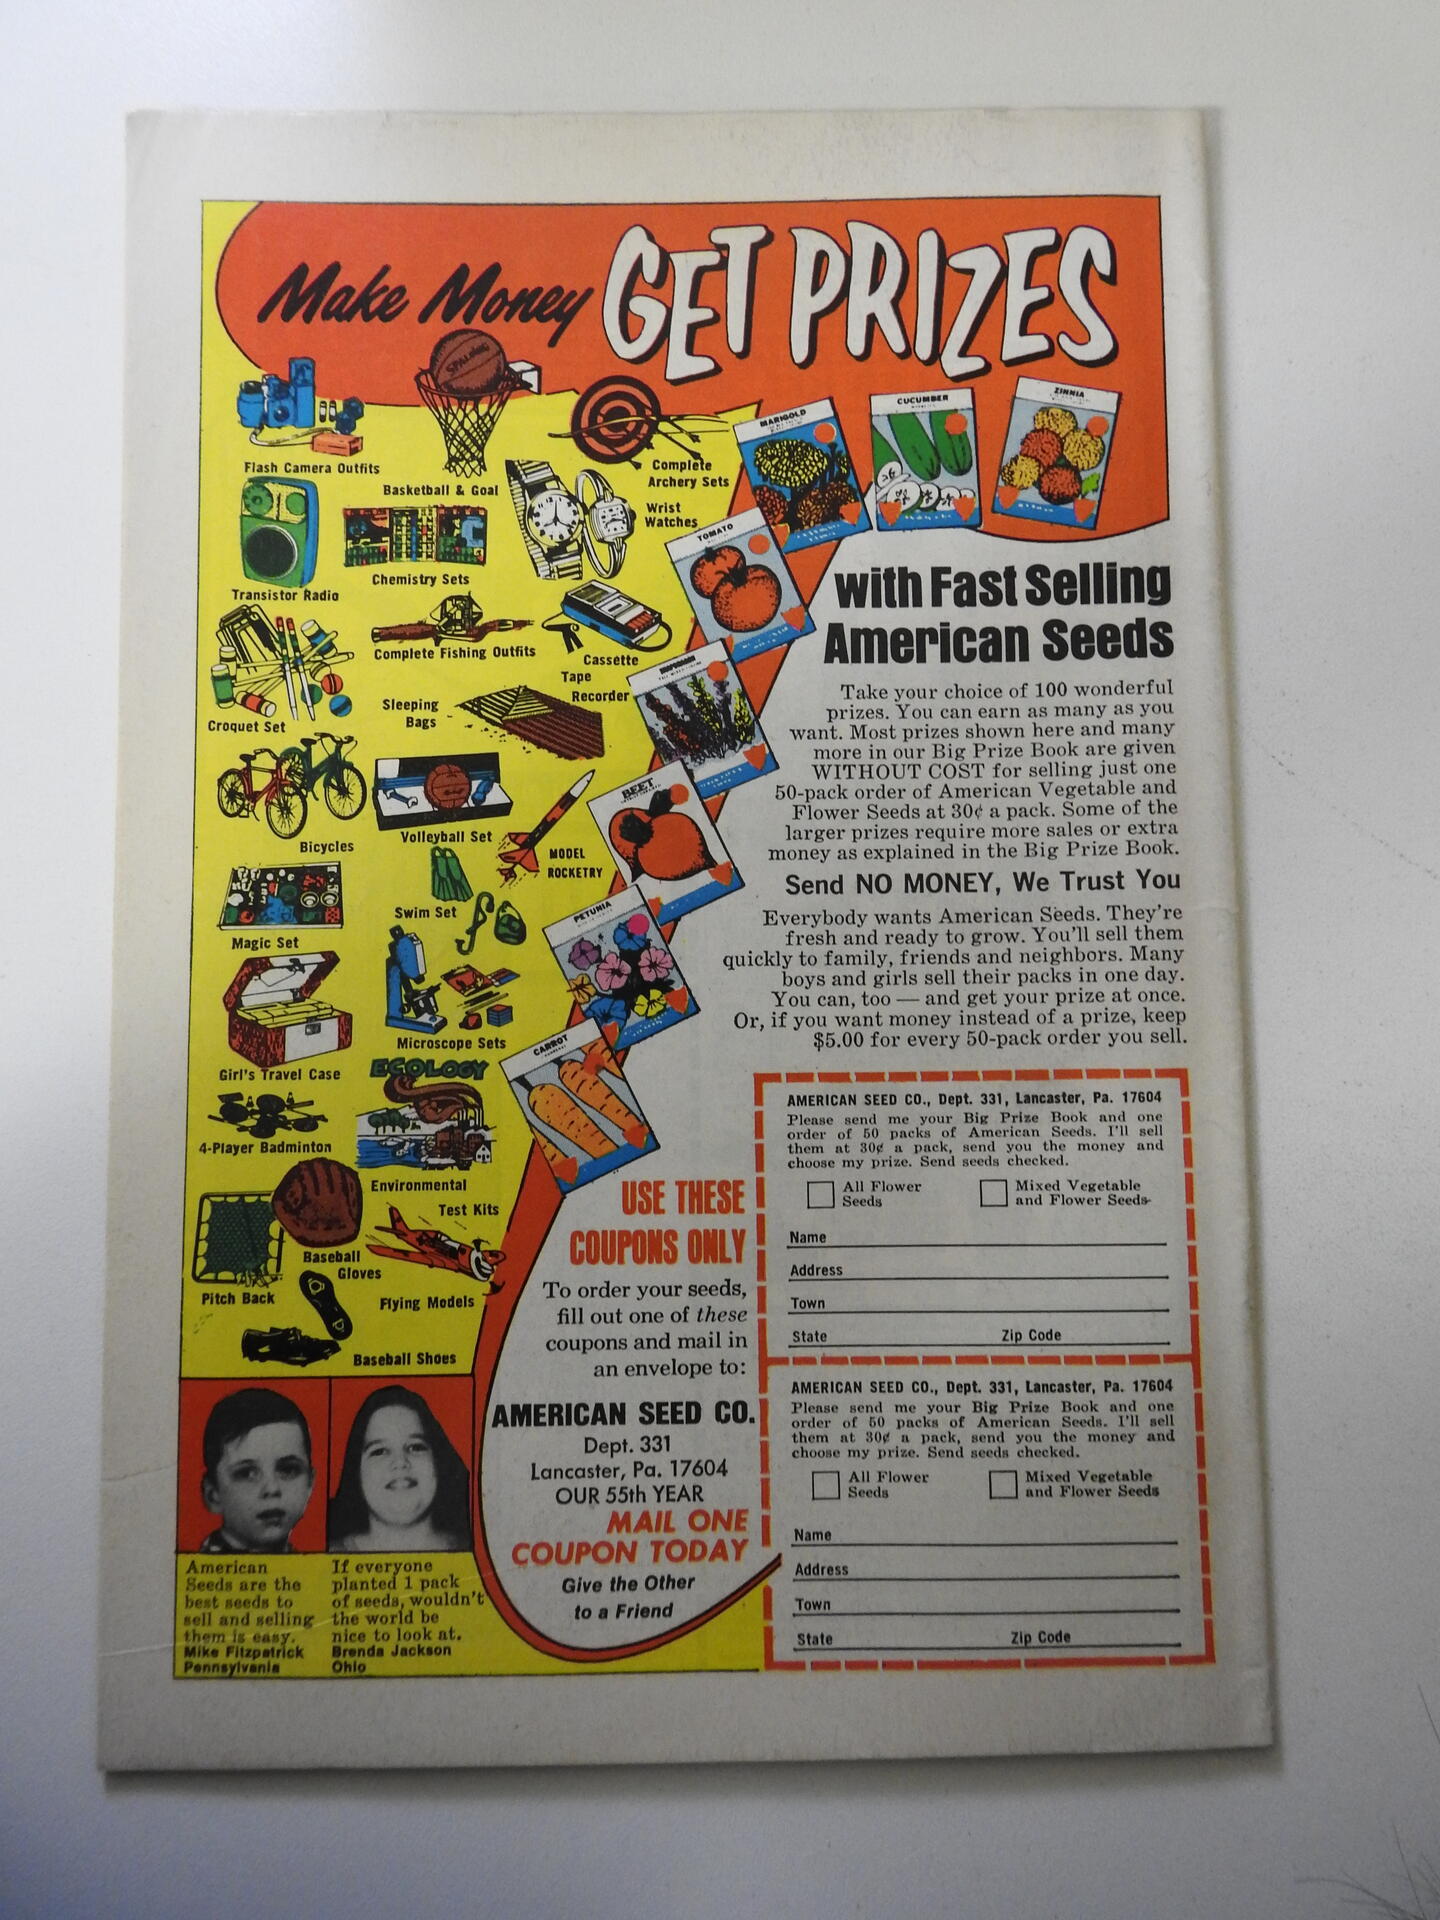 Make Money GET PRIZES
SPALDING
Flash Camera Outfits
Basketball & Goal
Complete
Archery Sets
Wrist
Watches
Transistor Radio
Chemistry Sets
Complete Fishing Outfits
Cassette
Tape
Recorder
Croquet Set
Sleeping
Bags
Bicycles
Volleyball Set
MODEL
ROCKETRY
Magic Set
Swim Set
Girl's Travel Case
Microscope Sets
ECOLOGY
4-Player Badminton
Environmental
Test Kits
Baseball
Gloves
Pitch Back
Flying Models
Baseball Shoes
MARIGOLD
CUCUMBER
ZINNIA
TOMATO
BEET
PETUNIA
CARROT
with Fast Selling
American Seeds
Take your choice of 100 wonderful
prizes. You can earn as many as you
want. Most prizes shown here and many
more in our Big Prize Book are given
WITHOUT COST for selling just one
50-pack order of American Vegetable and
Flower Seeds at 30¢ a pack. Some of the
larger prizes require more sales or extra
money as explained in the Big Prize Book.
Send NO MONEY, We Trust You
Everybody wants American Seeds. They're
fresh and ready to grow. You'll sell them
quickly to family, friends and neighbors. Many
boys and girls sell their packs in one day.
You can, too — and get your prize at once.
Or, if you want money instead of a prize, keep
$5.00 for every 50-pack order you sell.
USE THESE
COUPONS ONLY
To order your seeds,
fill out one of these
coupons and mail in
an envelope to:
AMERICAN SEED CO.
Dept. 331
Lancaster, Pa. 17604
OUR 55th YEAR
MAIL ONE
COUPON TODAY
Give the Other
to a Friend
AMERICAN SEED CO., Dept. 331, Lancaster, Pa. 17604
Please send me your Big Prize Book and one
order of 50 packs of American Seeds. I'll sell
them at 30¢ a pack, send you the money and
choose my prize. Send seeds checked.
All Flower Mixed Vegetable
Seeds and Flower Seeds
Name
Address
Town
State Zip Code
AMERICAN SEED CO., Dept. 331, Lancaster, Pa. 17604
Please send me your Big Prize Book and one
order of 50 packs of American Seeds. I'll sell
them at 30¢ a pack, send you the money and
choose my prize. Send seeds checked.
All Flower Mixed Vegetable
Seeds and Flower Seeds
Name
Address
Town
State Zip Code
American
Seeds are the
best seeds to
sell and selling
them is easy.
Mike Fitzpatrick
Pennsylvania
If everyone
planted 1 pack
of seeds, wouldn't
the world be
nice to look at.
Brenda Jackson
Ohio